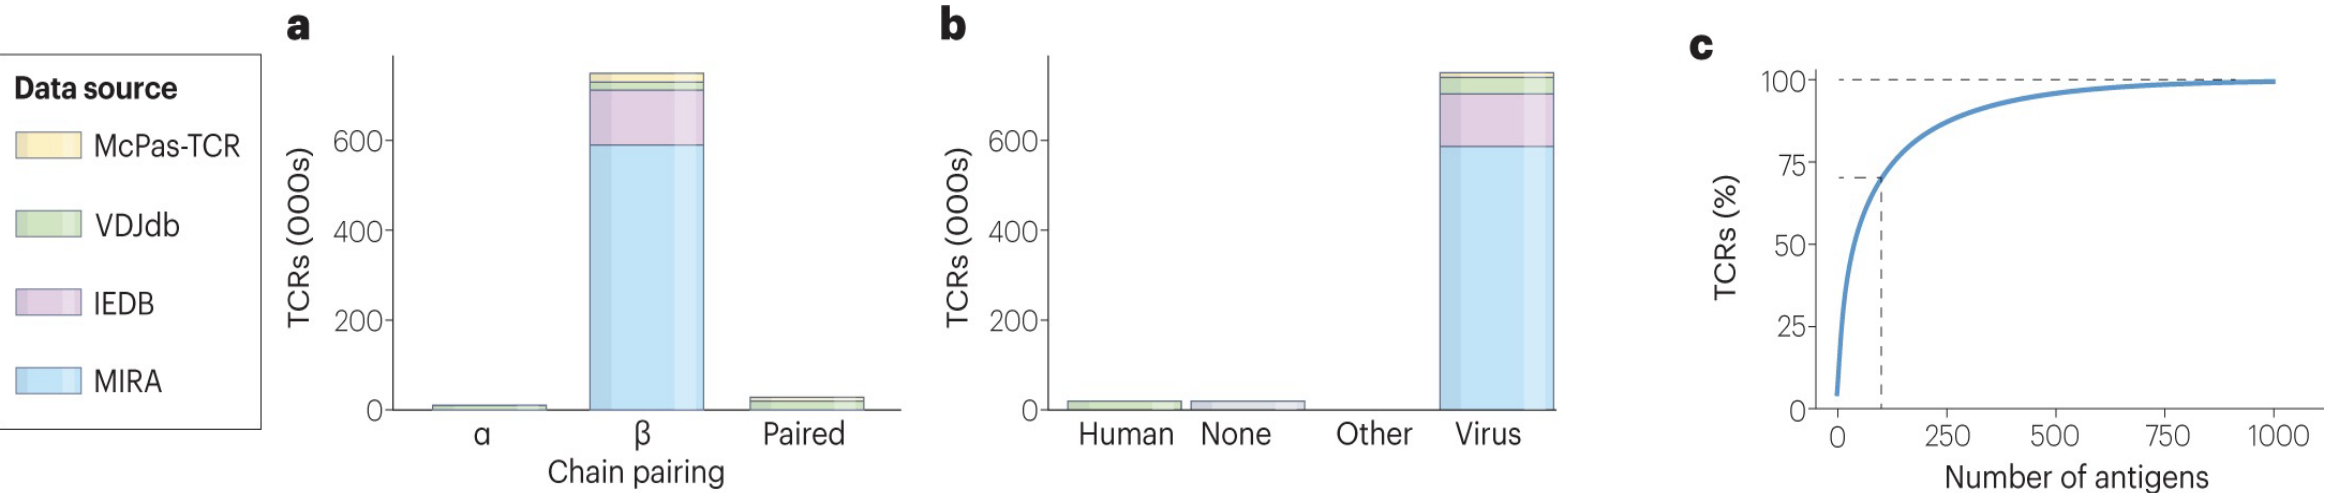 Data source
McPas-TCR
VDJdb
IEDB
MIRA
a
TCRs (000s)
600
400
200
0
α
β
Paired
Chain pairing
b
TCRs (000s)
600
400
200
0
Human
None
Other
Virus
c
TCRs (%)
100
75
50
25
0
0
250
500
750
1000
Number of antigens